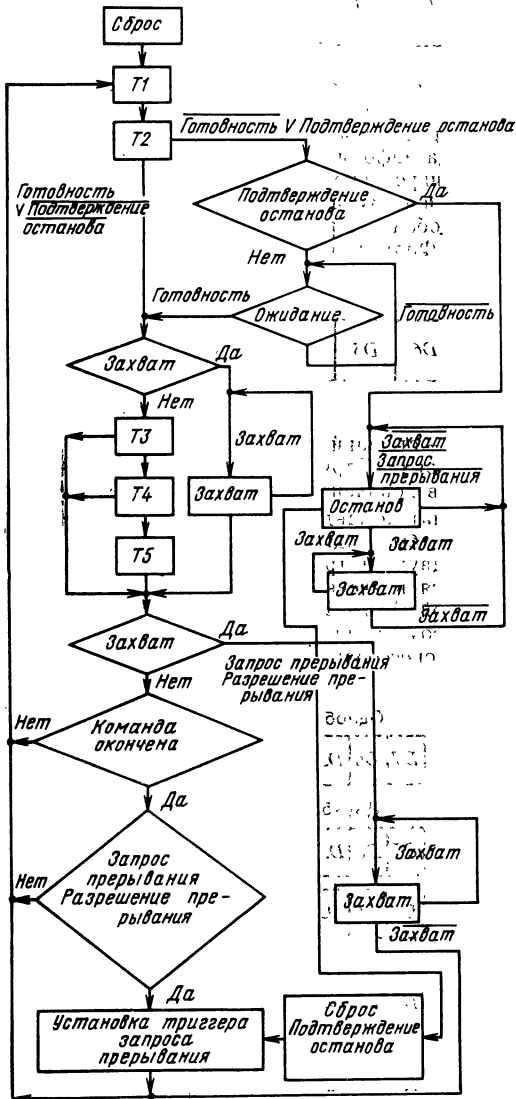 Сброс
T1
T2
Готовность V Подтверждение останова
Готовность
V Подтверждение
останова
Подтверждение
останова
Да
Нет
Готовность
Ожидание
Готовность
Захват
Да
Нет
T3
Захват
T4
Захват
T5
Захват
Запрос.
прерывания
Останов
Захват
Захват
Захват
Захват
Захват
Да
Запрос прерывания
Разрешение пре-
рывания
Нет
Нет
Команда
окончена
Да
Нет
Запрос
прерывания
Разрешение пре-
рывания
Захват
Захват
Захват
Да
Установка триггера
запроса
прерывания
Сброс
Подтверждение
останова